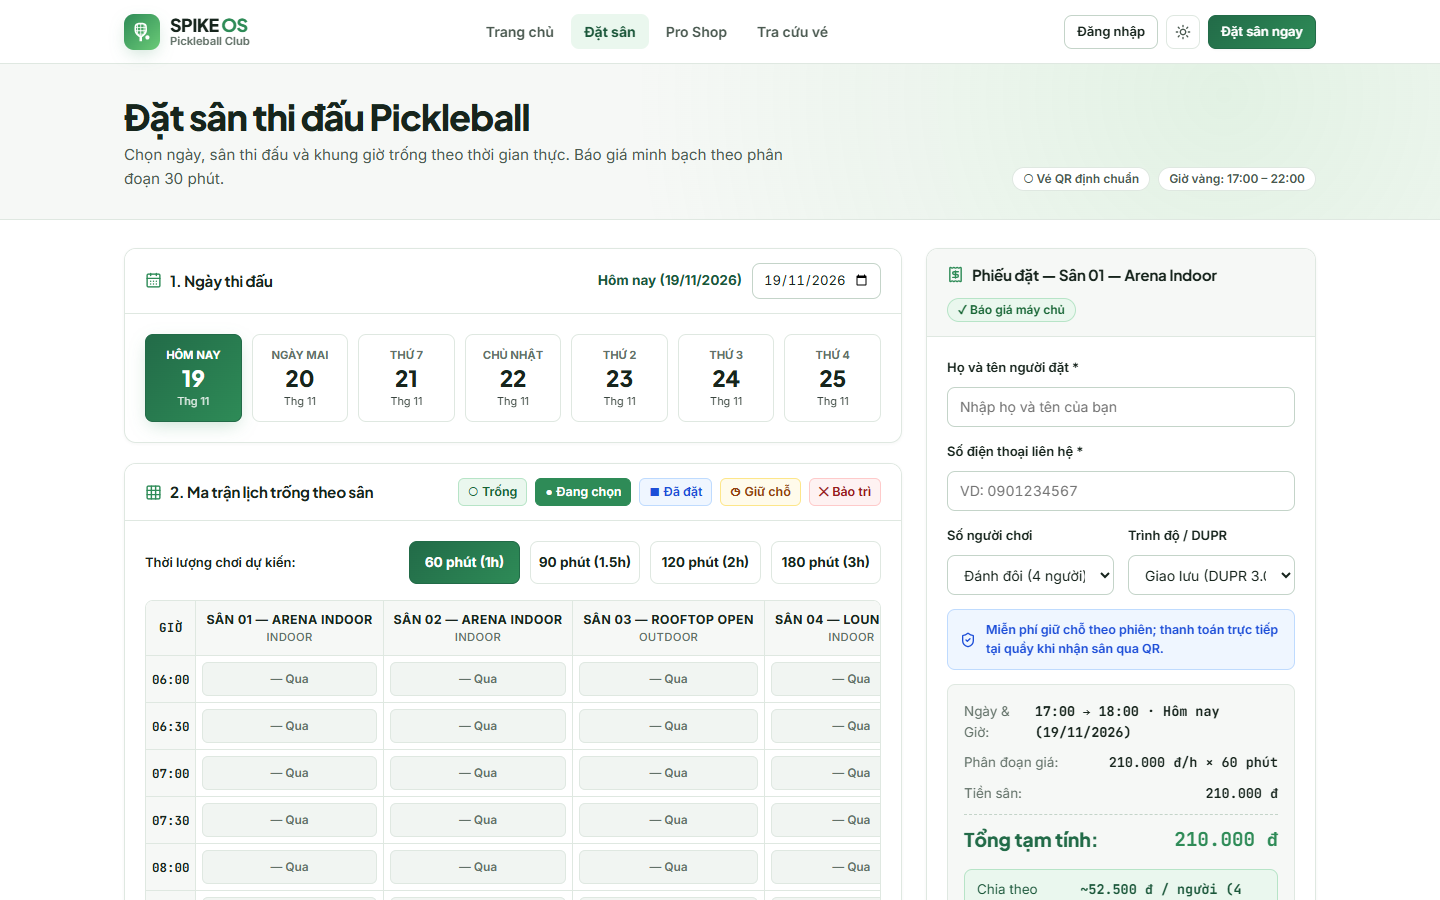 SPIKE OS
Pickleball Club
Trang chủ
Đặt sân
Pro Shop
Tra cứu vé
Đăng nhập
Đặt sân ngay
Đặt sân thi đấu Pickleball
Chọn ngày, sân thi đấu và khung giờ trống theo thời gian thực. Báo giá minh bạch theo phân
đoạn 30 phút.
Vé QR định chuẩn
Giờ vàng: 17:00 – 22:00
1. Ngày thi đấu
Hôm nay (19/11/2026)
19/11/2026
HÔM NAY
19
Thg 11
NGÀY MAI
20
Thg 11
THỨ 7
21
Thg 11
CHỦ NHẬT
22
Thg 11
THỨ 2
23
Thg 11
THỨ 3
24
Thg 11
THỨ 4
25
Thg 11
2. Ma trận lịch trống theo sân
○ Trống
● Đang chọn
■ Đã đặt
Giữ chỗ
Bảo trì
Thời lượng chơi dự kiến:
60 phút (1h)
90 phút (1.5h)
120 phút (2h)
180 phút (3h)
GIỜ
SÂN 01 — ARENA INDOOR
INDOOR
SÂN 02 — ARENA INDOOR
INDOOR
SÂN 03 — ROOFTOP OPEN
OUTDOOR
SÂN 04 — LOUN
INDOOR
06:00
— Qua
— Qua
— Qua
— Qua
06:30
— Qua
— Qua
— Qua
— Qua
07:00
— Qua
— Qua
— Qua
— Qua
07:30
— Qua
— Qua
— Qua
— Qua
08:00
— Qua
— Qua
— Qua
— Qua
Phiếu đặt — Sân 01 — Arena Indoor
✓ Báo giá máy chủ
Họ và tên người đặt *
Nhập họ và tên của bạn
Số điện thoại liên hệ *
VD: 0901234567
Số người chơi
Trình độ / DUPR
Đánh đôi (4 người)
Giao lưu (DUPR 3.0
Miễn phí giữ chỗ theo phiên; thanh toán trực tiếp
tại quầy khi nhận sân qua QR.
Ngày &
Giờ:
17:00 → 18:00 · Hôm nay
(19/11/2026)
Phân đoạn giá:
210.000 đ/h × 60 phút
Tiền sân:
210.000 đ
Tổng tạm tính:
210.000 đ
Chia theo
~52.500 đ / người (4